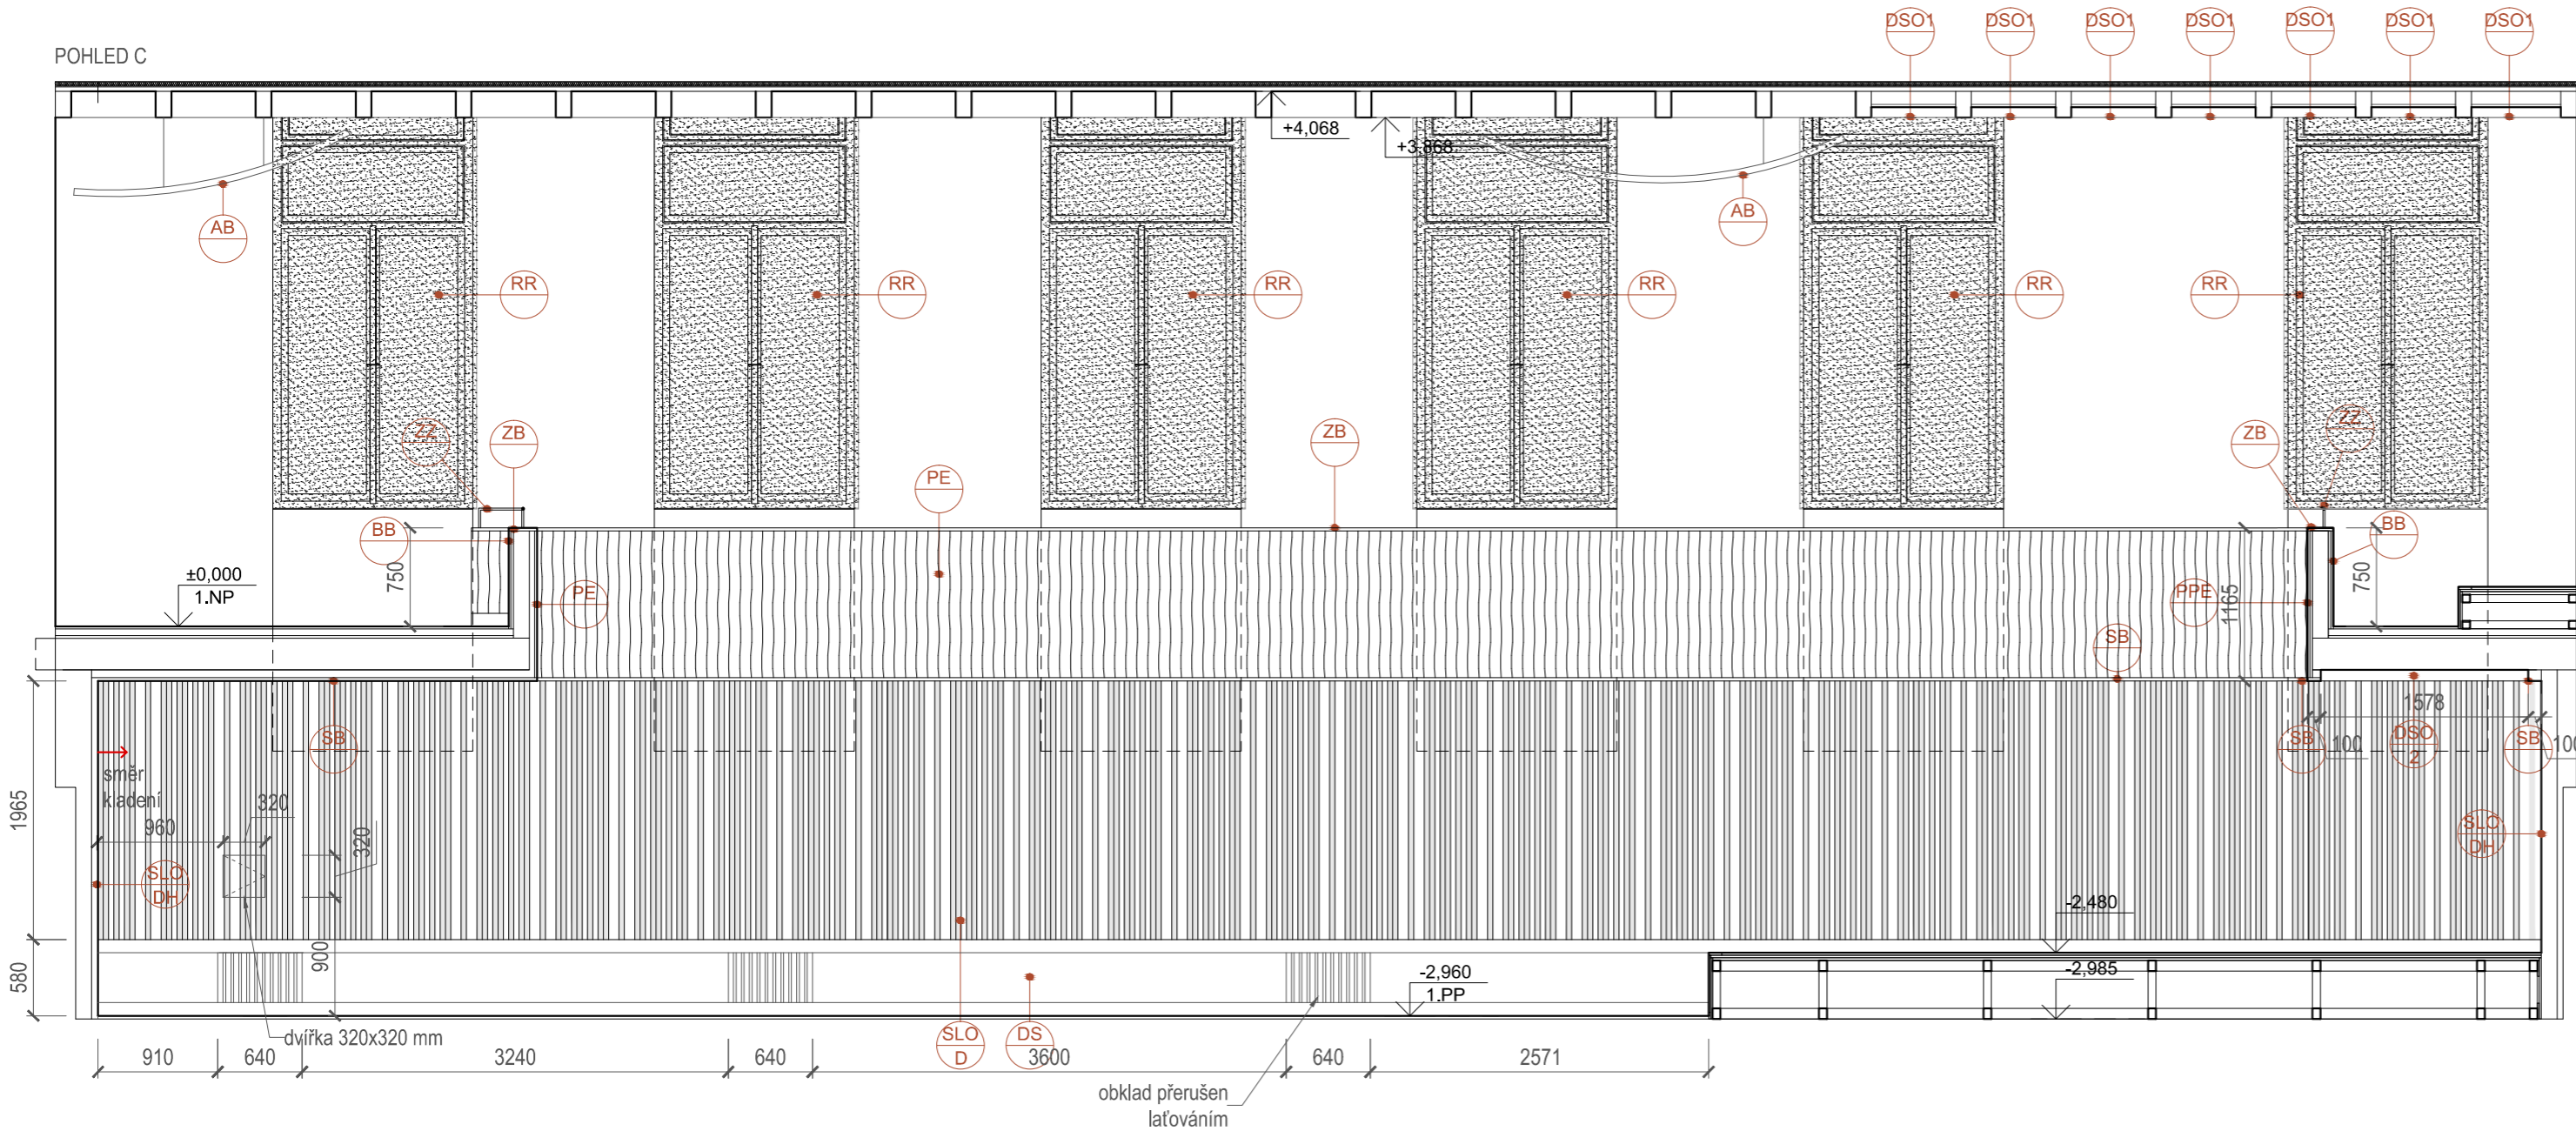 DSO1 DSO1 DSO1 DSO1 DSO1 DSO1 DSO1
POHLED C
+4,068
+3,868
AB AB
RR RR RR RR RR RR
ZZ ZB ZB ZB ZZ
PE
BB BB
750 750
±0,000
1.NP
PE PPE 1165
SB
1578
SB SB 100 DSO SB 100
2
směr
kladení
320
960
1965
320
SLO SLO
DH DH
-2,480
900
580
-2,960 -2,985
1.PP
dvířka 320x320 mm
SLO DS
D
910 640 3240 640 3600 640 2571
obklad přerušen
laťováním